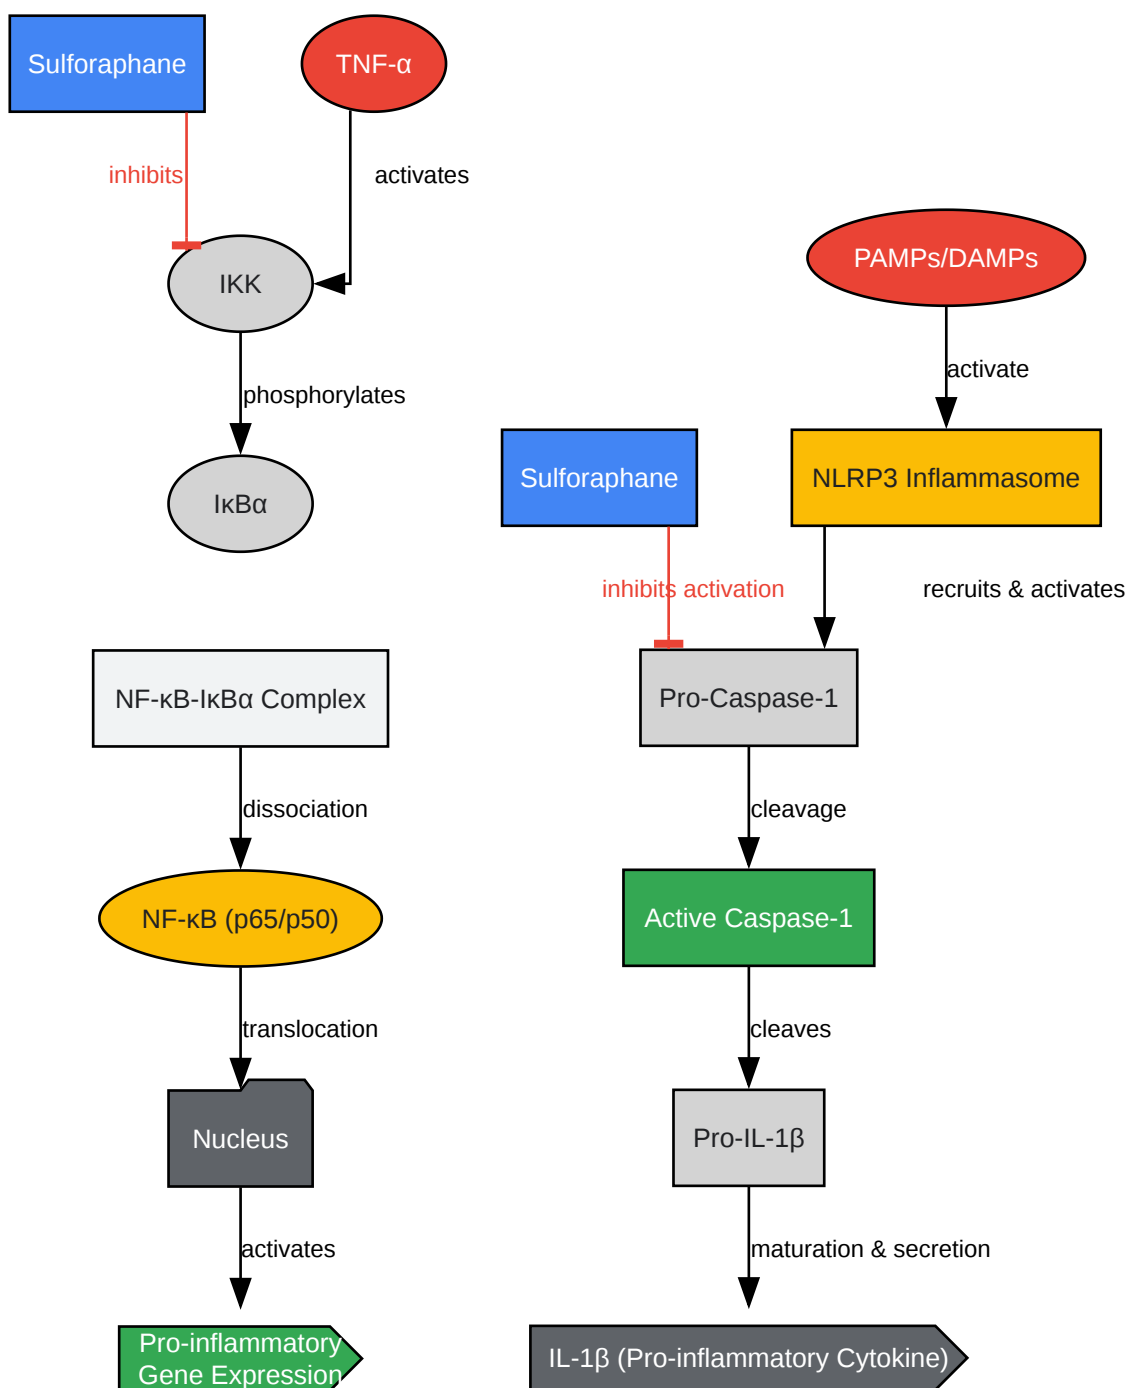 Sulforaphane
TNF-α
inhibits
activates
IKK
phosphorylates
IκBα
NF-κB-IκBα Complex
dissociation
NF-κB (p65/p50)
translocation
Nucleus
activates
Pro-inflammatory
Gene Expression
PAMPs/DAMPs
activate
Sulforaphane
NLRP3 Inflammasome
inhibits activation
recruits & activates
Pro-Caspase-1
cleavage
Active Caspase-1
cleaves
Pro-IL-1β
maturation & secretion
IL-1β (Pro-inflammatory Cytokine)